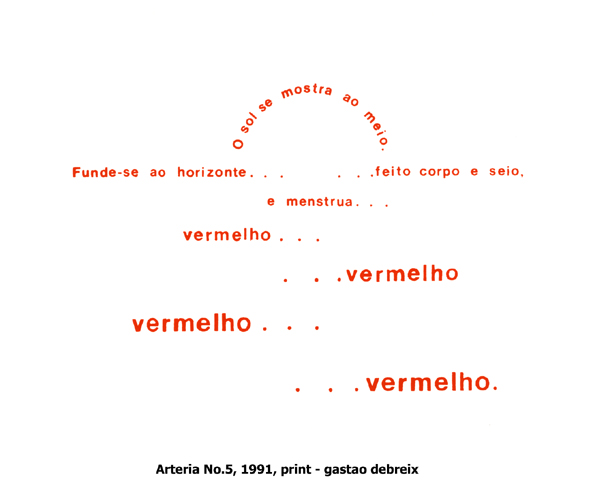 O sol se mostra ao meio.
Funde-se ao horizonte. . . . . .feito corpo e seio,
e menstrua. . .
vermelho . . .
. . .vermelho
vermelho . . .
. . .vermelho.
Arteria No.5, 1991, print - gastao debreix